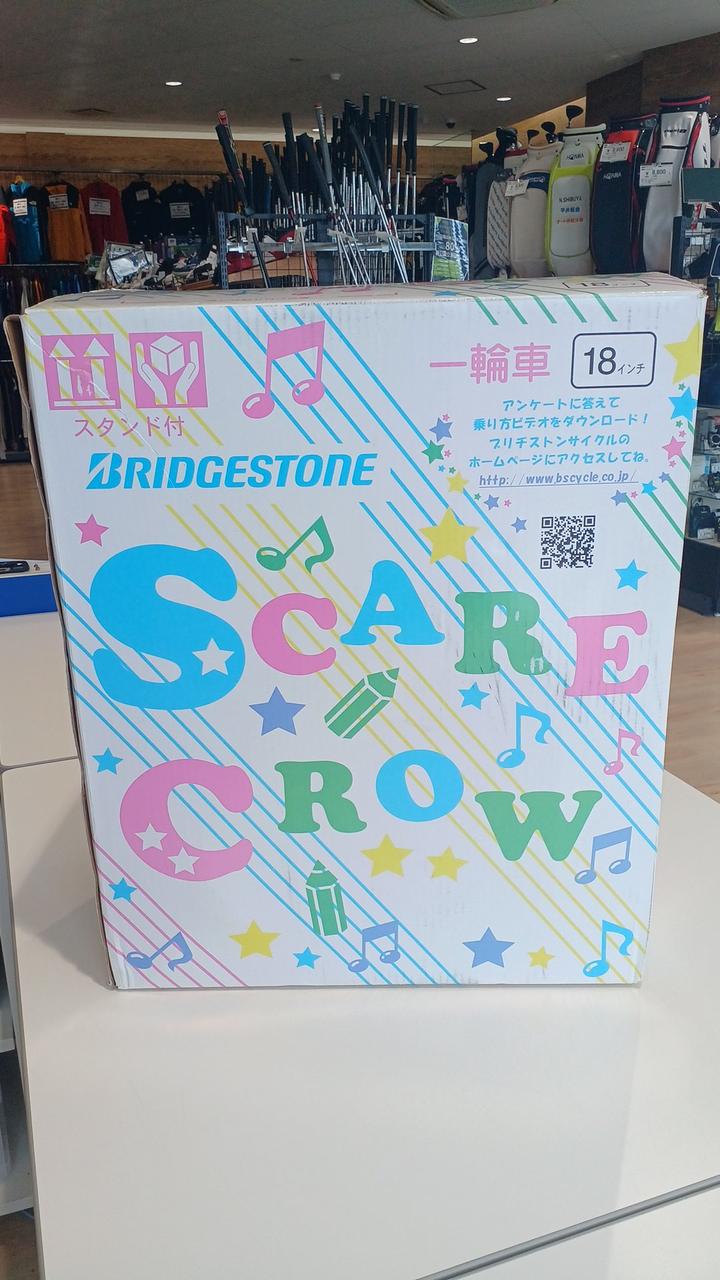 一輪車
18インチ
スタンド付
アンケートに答えて
乗り方ビデオをダウンロード！
ブリヂストンサイクルの
ホームページにアクセスしてね。
http://www.bscycle.co.jp/
BRIDGESTONE
SCARE
CROW
HONMA
N.SHIBUYA